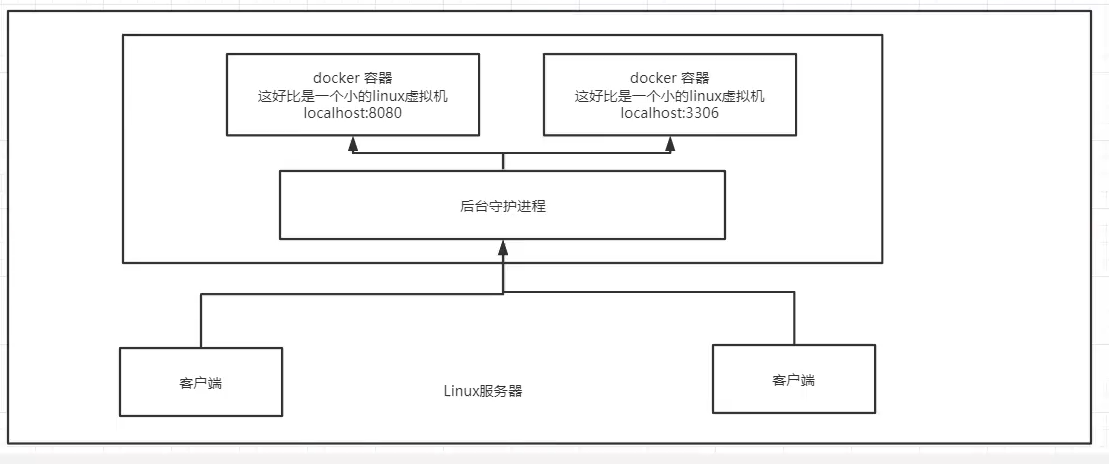 docker 容器
这好比是一个小的linux虚拟机
localhost:8080
docker 容器
这好比是一个小的linux虚拟机
localhost:3306
后台守护进程
客户端
Linux服务器
客户端